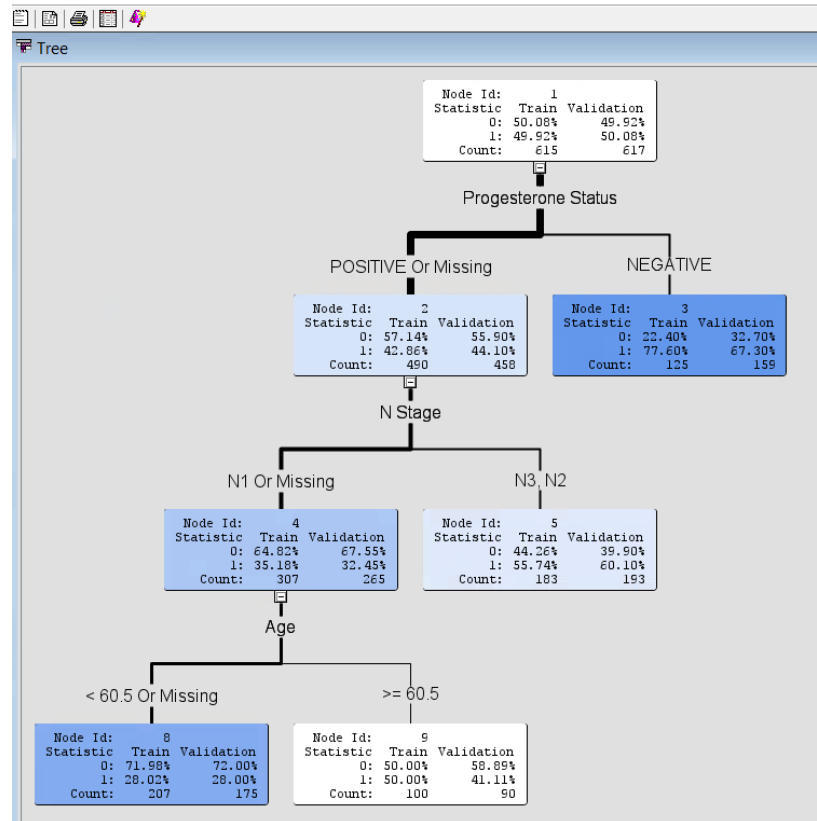 Tree
Node Id: 1
Statistic Train Validation
0: 50.08% 49.92%
1: 49.92% 50.08%
Count: 615 617
Progesterone Status
POSITIVE Or Missing
NEGATIVE
Node Id: 2
Statistic Train Validation
0: 57.14% 55.90%
1: 42.86% 44.10%
Count: 490 458
Node Id: 3
Statistic Train Validation
0: 22.40% 32.70%
1: 77.60% 67.30%
Count: 125 159
N Stage
N1 Or Missing
N3, N2
Node Id: 4
Statistic Train Validation
0: 64.82% 67.55%
1: 35.18% 32.45%
Count: 307 265
Node Id: 5
Statistic Train Validation
0: 44.26% 39.90%
1: 55.74% 60.10%
Count: 183 193
Age
< 60.5 Or Missing
>= 60.5
Node Id: 8
Statistic Train Validation
0: 71.98% 72.00%
1: 28.02% 28.00%
Count: 207 175
Node Id: 9
Statistic Train Validation
0: 50.00% 58.89%
1: 50.00% 41.11%
Count: 100 90